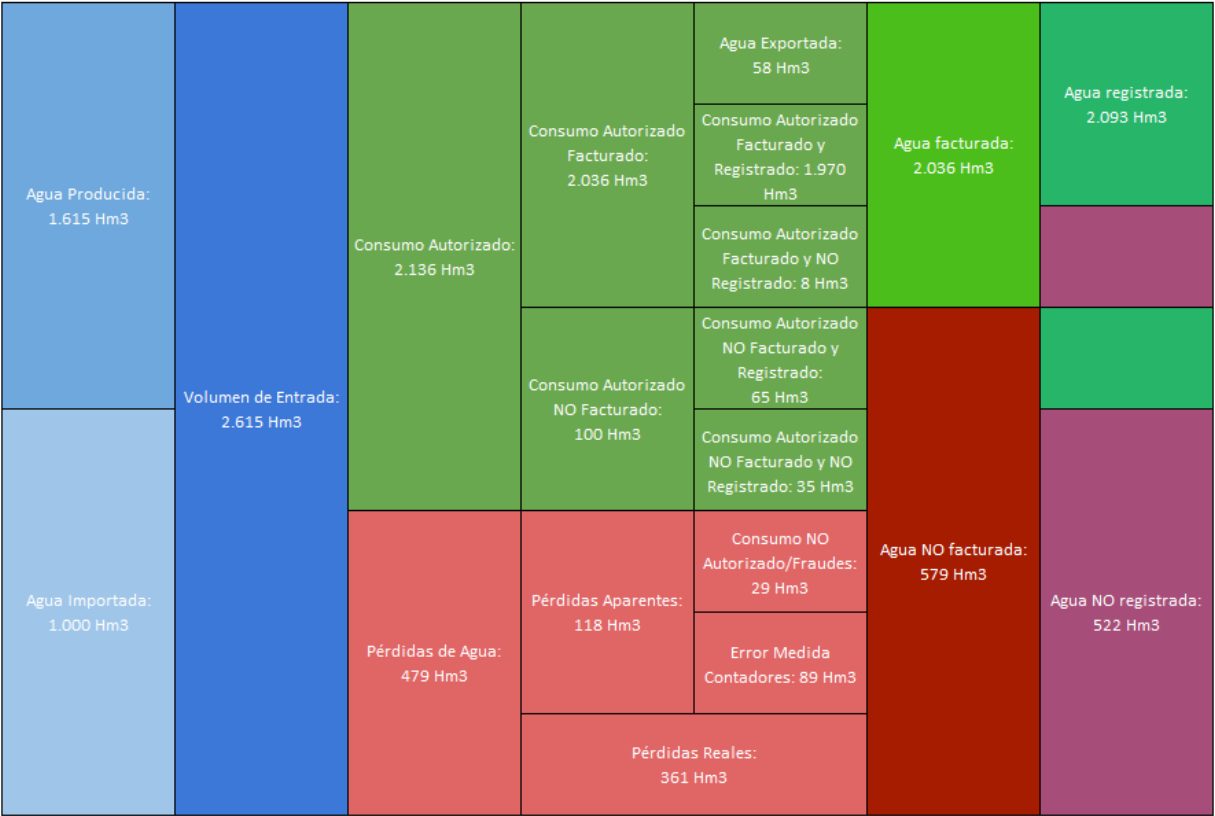 Agua Producida:
1.615 Hm3
Agua Importada:
1.000 Hm3
Volumen de Entrada:
2.615 Hm3
Consumo Autorizado:
2.136 Hm3
Pérdidas de Agua:
479 Hm3
Consumo Autorizado
Facturado:
2.036 Hm3
Consumo Autorizado
NO Facturado:
100 Hm3
Pérdidas Aparentes:
118 Hm3
Pérdidas Reales:
361 Hm3
Agua Exportada:
58 Hm3
Consumo Autorizado
Facturado y
Registrado: 1.970
Hm3
Consumo Autorizado
Facturado y NO
Registrado: 8 Hm3
Consumo Autorizado
NO Facturado y
Registrado:
65 Hm3
Consumo Autorizado
NO Facturado y NO
Registrado: 35 Hm3
Consumo NO
Autorizado/Fraudes:
29 Hm3
Error Medida
Contadores: 89 Hm3
Agua facturada:
2.036 Hm3
Agua NO facturada:
579 Hm3
Agua registrada:
2.093 Hm3
Agua NO registrada:
522 Hm3